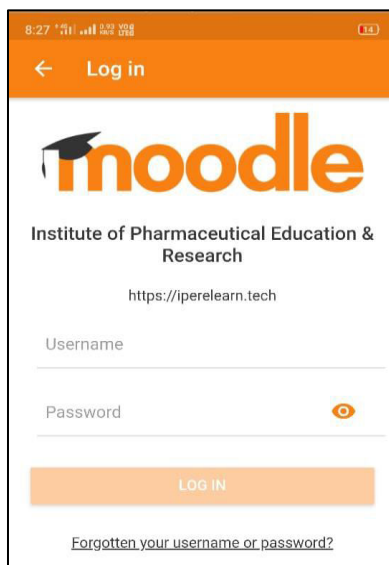 8:27
14
Log in
moodle
Institute of Pharmaceutical Education &
Research
https://iperelearn.tech
Username
Password
LOG IN
Forgotten your username or password?